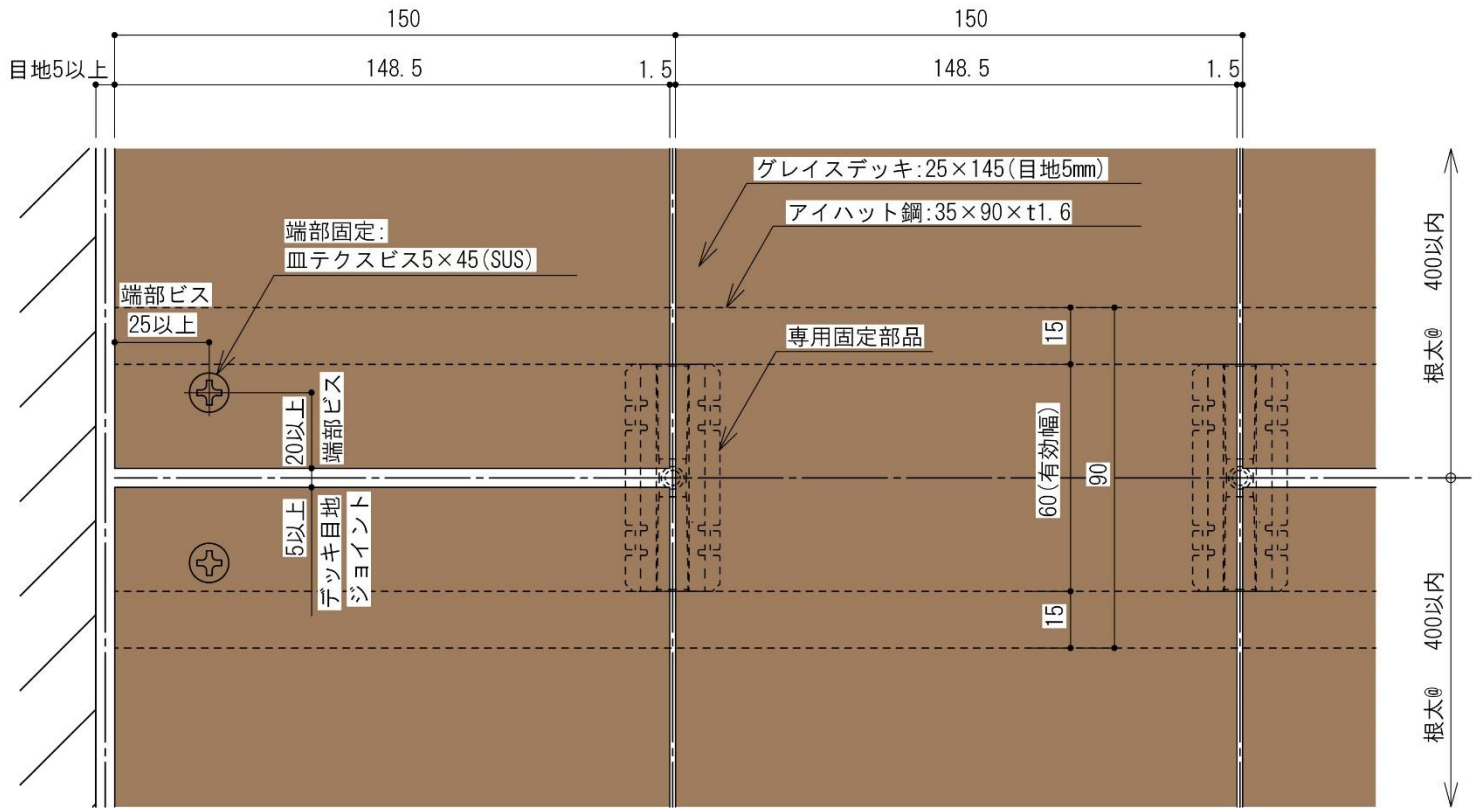 150
150
目地5以上
148.5
1.5
148.5
1.5
グレイスデッキ:25×145(目地5mm)
アイハット鋼:35×90×t1.6
端部固定:
皿テクスビス5×45(SUS)
端部ビス
25以上
専用固定部品
20以上
端部ビス
5以上
デッキ目地
ジョイント
15
60(有効幅)
90
15
根太@ 400以内
根太@ 400以内